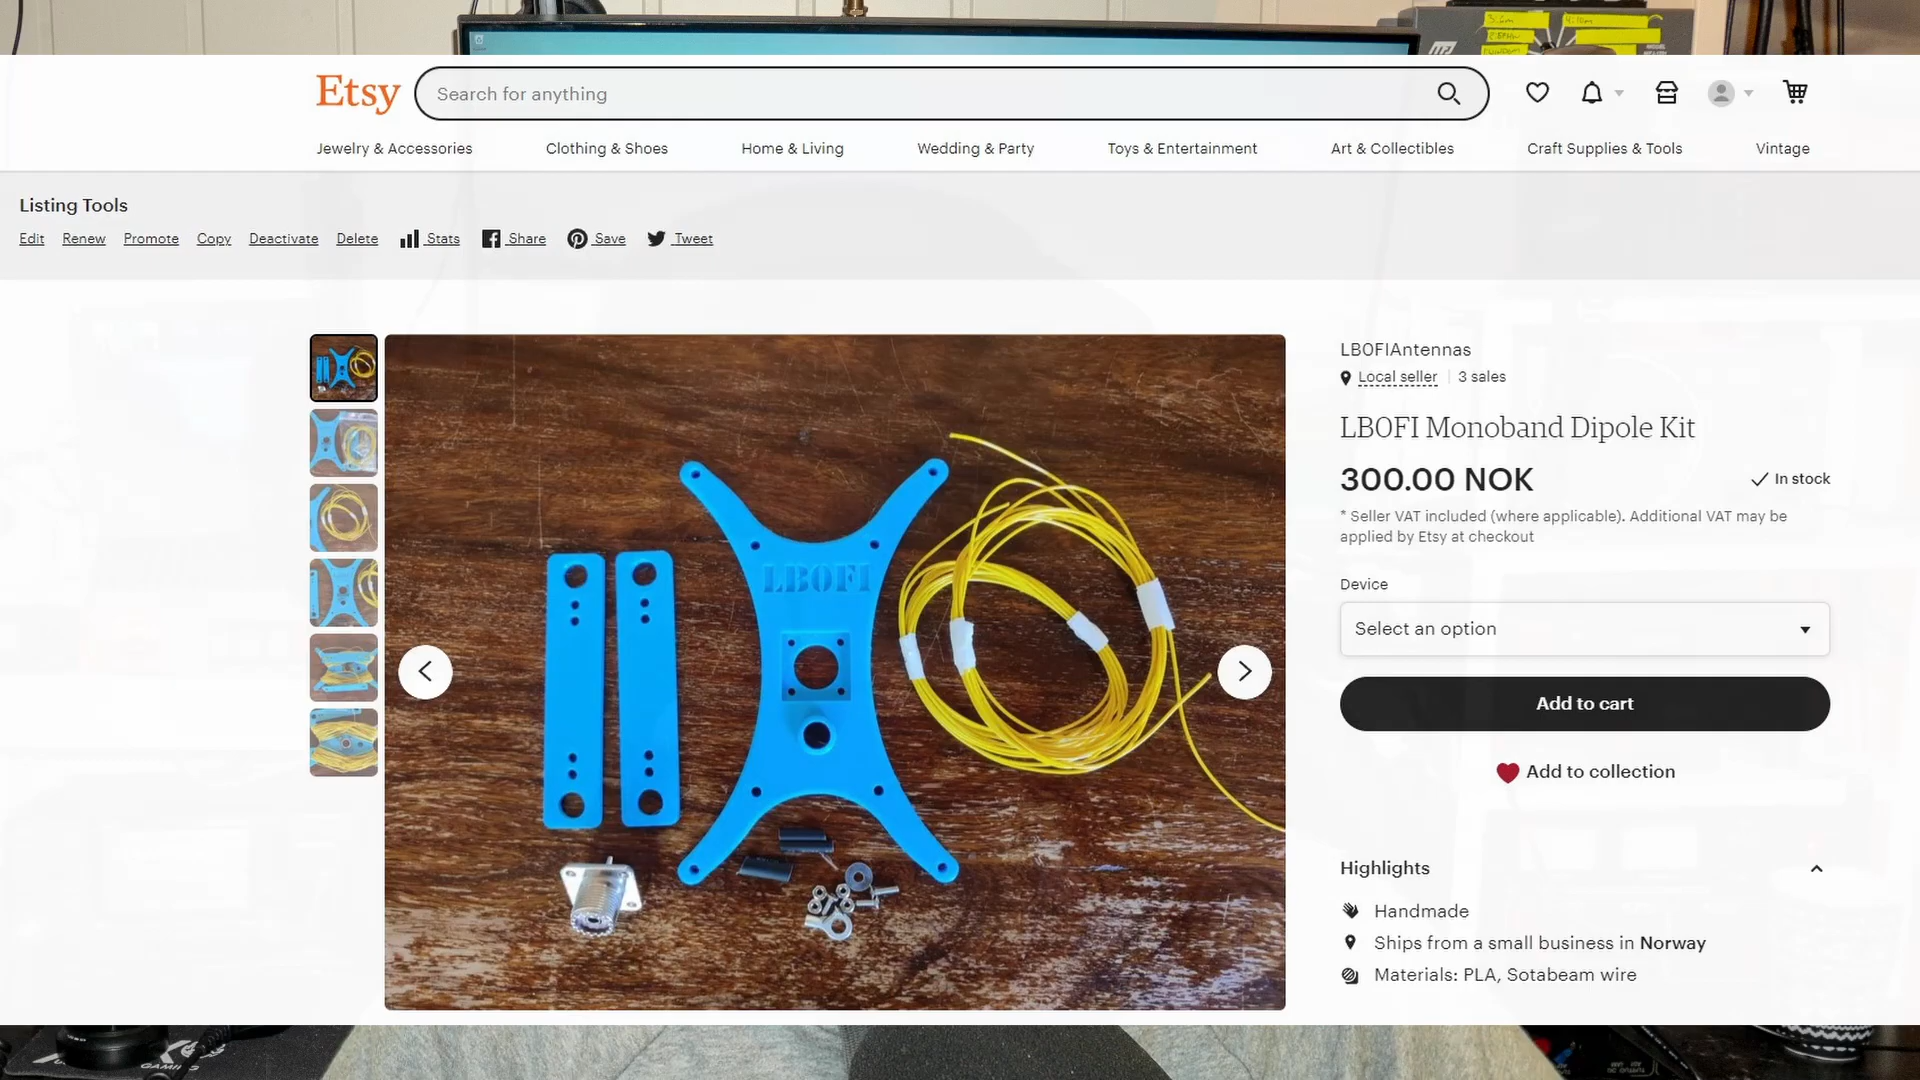 Etsy
Search for anything
Jewelry & Accessories
Clothing & Shoes
Home & Living
Wedding & Party
Toys & Entertainment
Art & Collectibles
Craft Supplies & Tools
Vintage
Listing Tools
Edit
Renew
Promote
Copy
Deactivate
Delete
Stats
Share
Save
Tweet
LB0FI
LB0FIAntennas
Local seller
3 sales
LB0FI Monoband Dipole Kit
300.00 NOK
In stock
* Seller VAT included (where applicable). Additional VAT may be
applied by Etsy at checkout
Device
Select an option
Add to cart
Add to collection
Highlights
Handmade
Ships from a small business in Norway
Materials: PLA, Sotabeam wire
GAMING